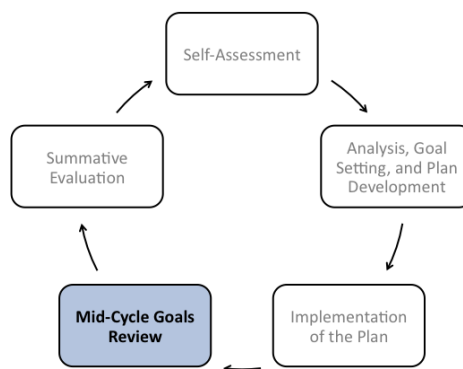 Self-Assessment
Analysis, Goal
Setting, and Plan
Development
Implementation
of the Plan
Mid-Cycle Goals
Review
Summative
Evaluation